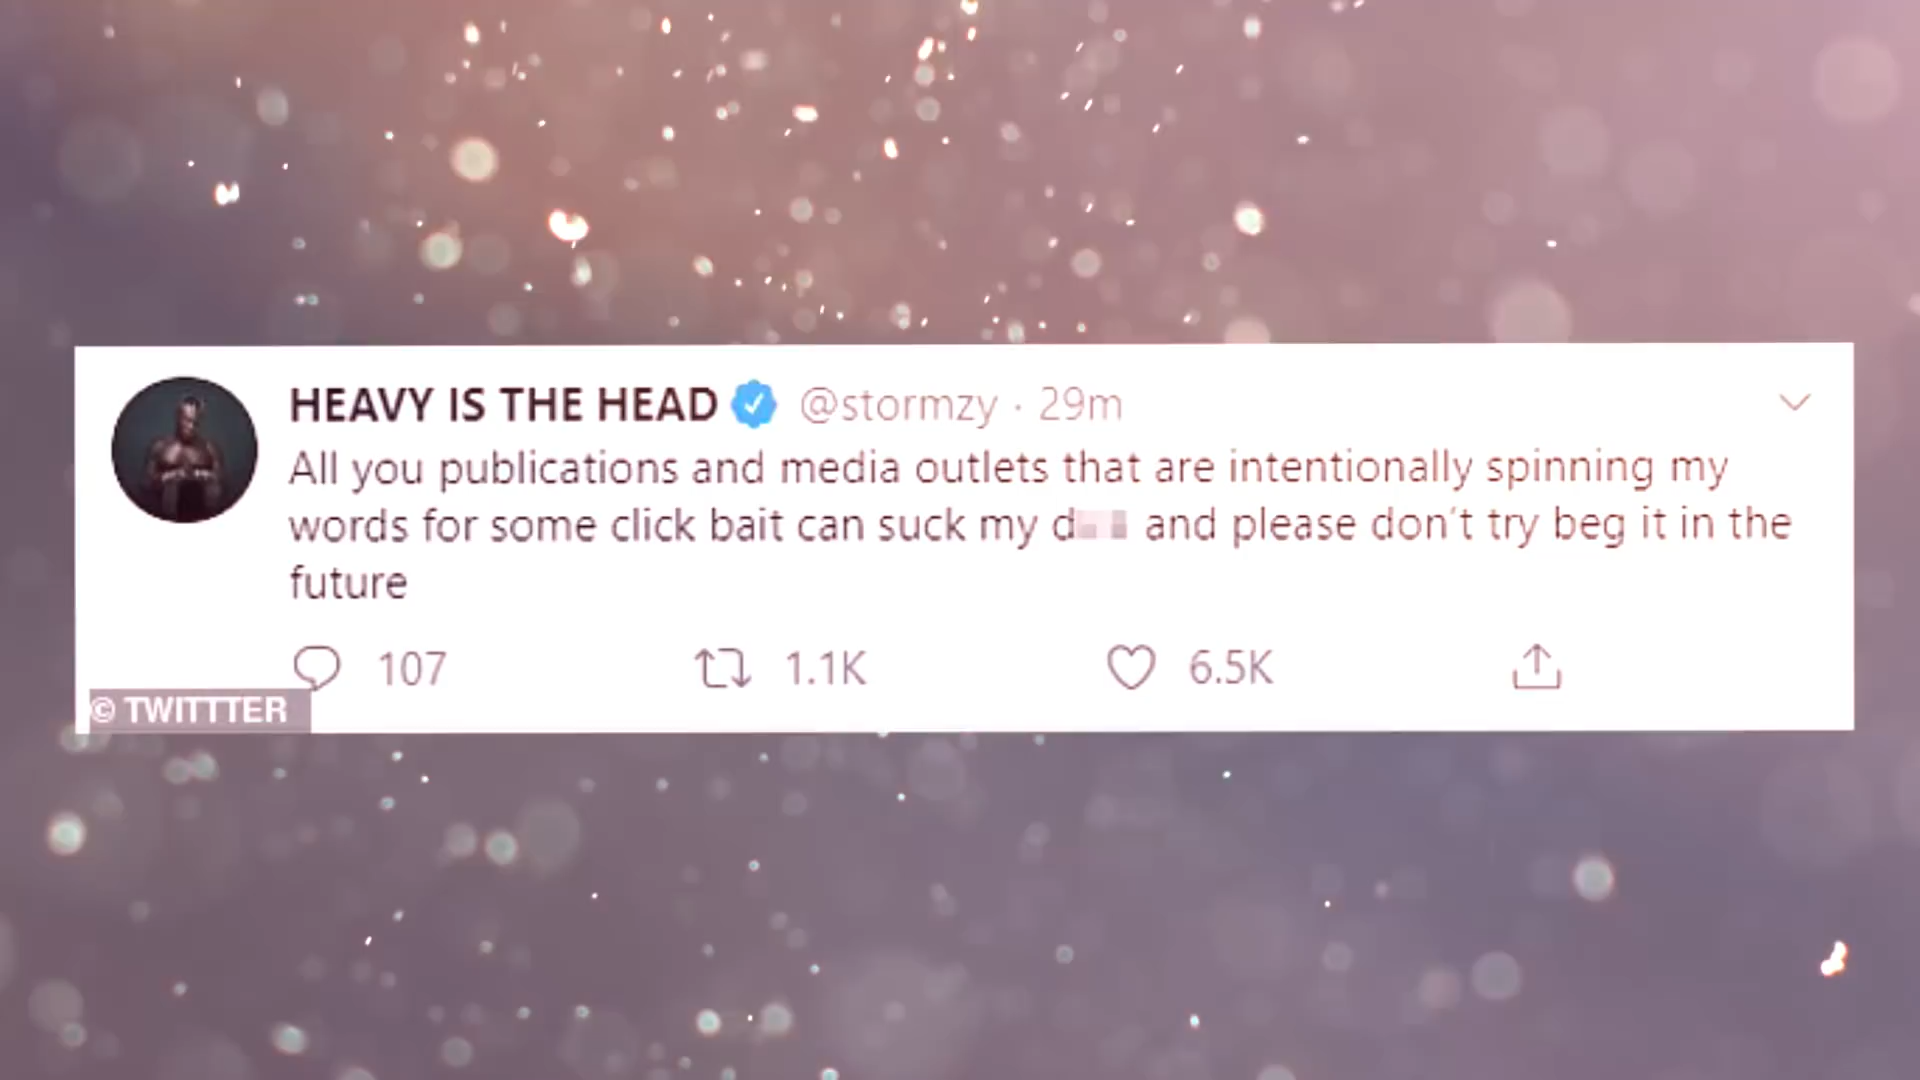 HEAVY IS THE HEAD @stormzy · 29m
All you publications and media outlets that are intentionally spinning my
words for some click bait can suck my d and please don't try beg it in the
future
107 1.1K 6.5K
© TWITTTER